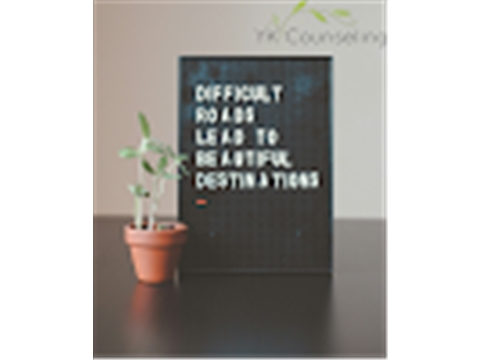 YK Counseling
DIFFICULT
ROADS
LEAD TO
BEAUTIFUL
DESTINATIONS